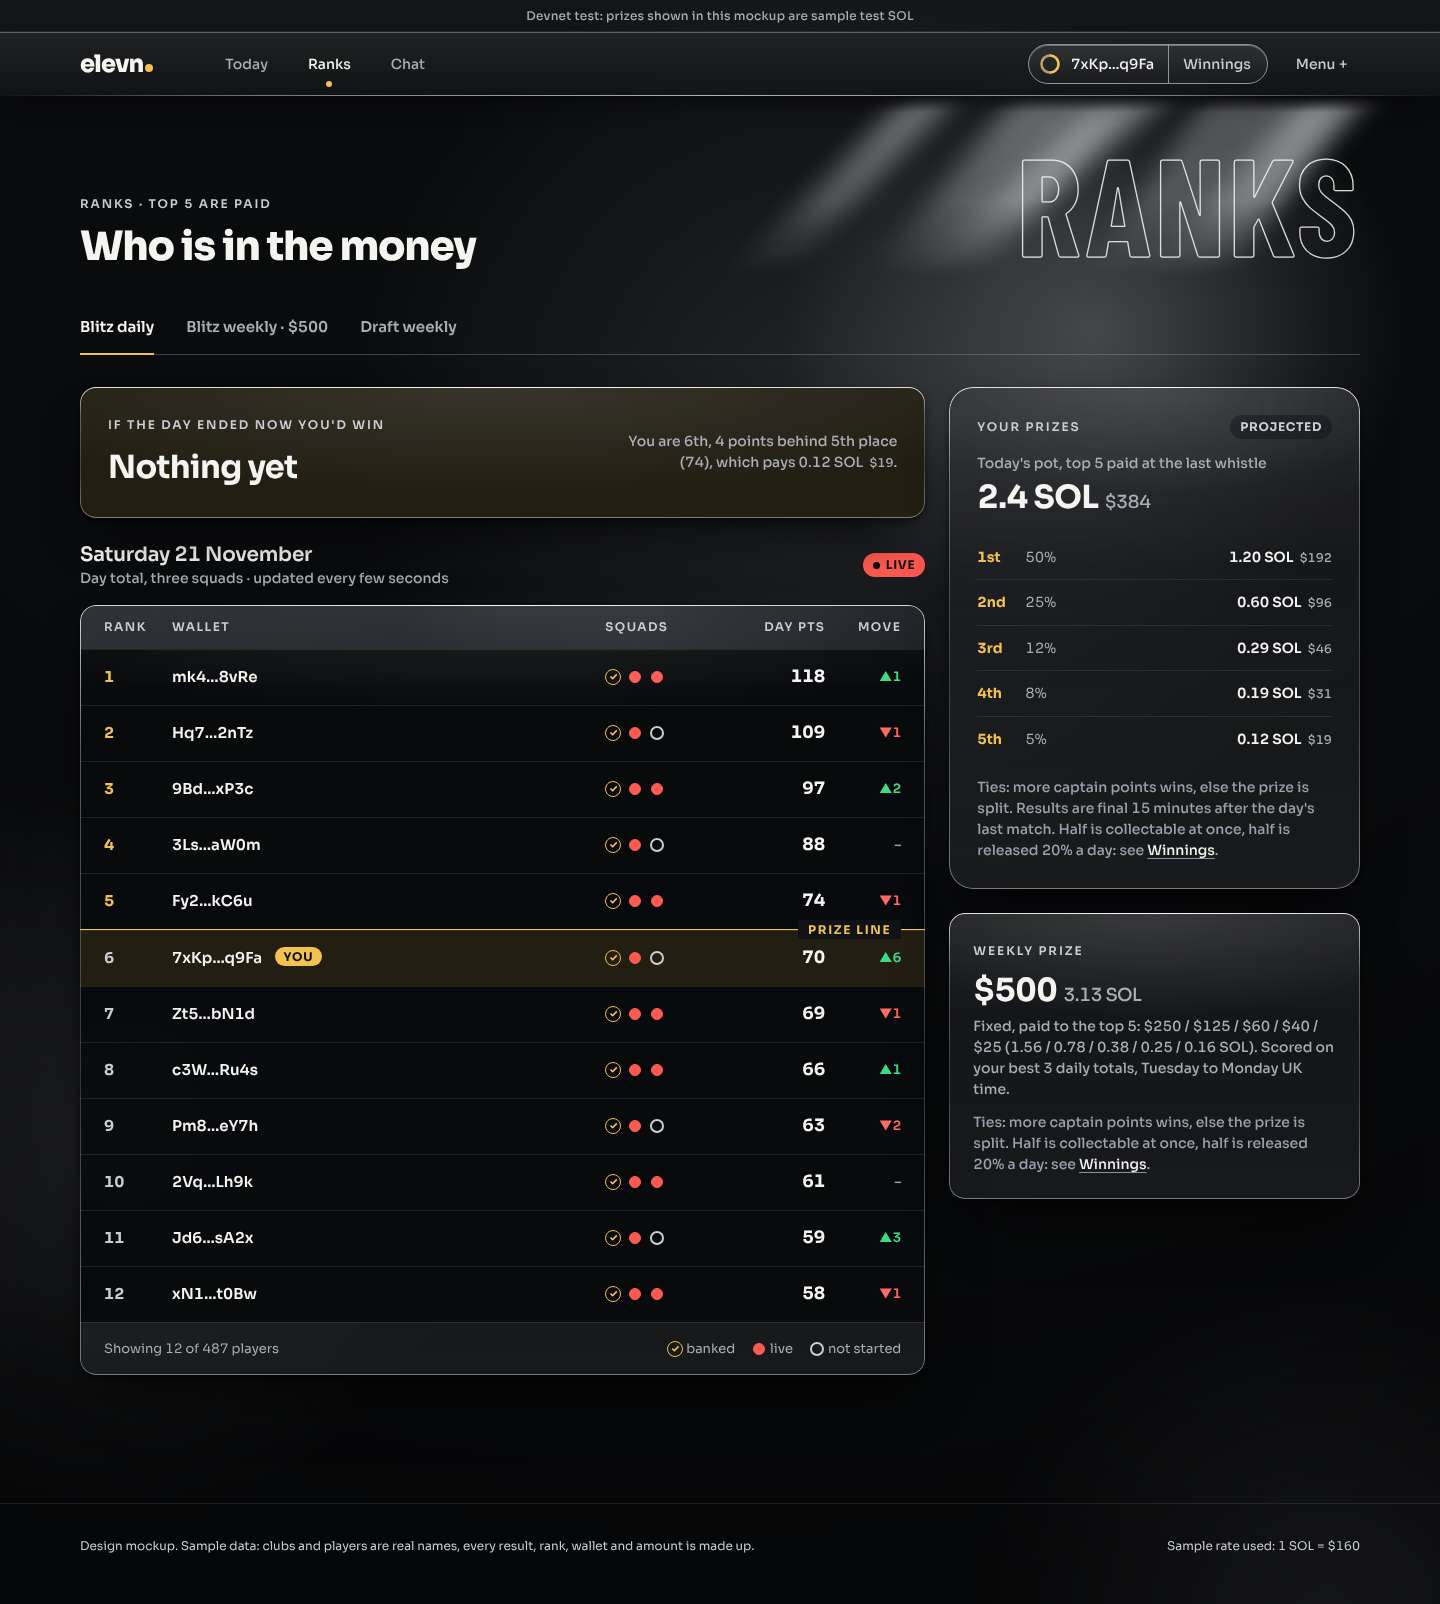 Devnet test: prizes shown in this mockup are sample test SOL
elevn.
Today
Ranks
Chat
7xKp...q9Fa
Winnings
Menu +
RANKS
RANKS · TOP 5 ARE PAID
Who is in the money
Blitz daily
Blitz weekly · $500
Draft weekly
IF THE DAY ENDED NOW YOU'D WIN
Nothing yet
You are 6th, 4 points behind 5th place
(74), which pays 0.12 SOL $19.
Saturday 21 November
Day total, three squads · updated every few seconds
LIVE
RANK WALLET SQUADS DAY PTS MOVE
1 mk4...8vRe 118 ▲1
2 Hq7...2nTz 109 ▼1
3 9Bd...xP3c 97 ▲2
4 3Ls...aW0m 88 –
5 Fy2...kC6u 74 ▼1
PRIZE LINE
6 7xKp...q9Fa YOU 70 ▲6
7 Zt5...bN1d 69 ▼1
8 c3W...Ru4s 66 ▲1
9 Pm8...eY7h 63 ▼2
10 2Vq...Lh9k 61 –
11 Jd6...sA2x 59 ▲3
12 xN1...t0Bw 58 ▼1
Showing 12 of 487 players
banked live not started
YOUR PRIZES
PROJECTED
Today's pot, top 5 paid at the last whistle
2.4 SOL $384
1st 50% 1.20 SOL $192
2nd 25% 0.60 SOL $96
3rd 12% 0.29 SOL $46
4th 8% 0.19 SOL $31
5th 5% 0.12 SOL $19
Ties: more captain points wins, else the prize is
split. Results are final 15 minutes after the day's
last match. Half is collectable at once, half is
released 20% a day: see Winnings.
WEEKLY PRIZE
$500 3.13 SOL
Fixed, paid to the top 5: $250 / $125 / $60 / $40 /
$25 (1.56 / 0.78 / 0.38 / 0.25 / 0.16 SOL). Scored on
your best 3 daily totals, Tuesday to Monday UK
time.
Ties: more captain points wins, else the prize is
split. Half is collectable at once, half is released
20% a day: see Winnings.
Design mockup. Sample data: clubs and players are real names, every result, rank, wallet and amount is made up.
Sample rate used: 1 SOL = $160